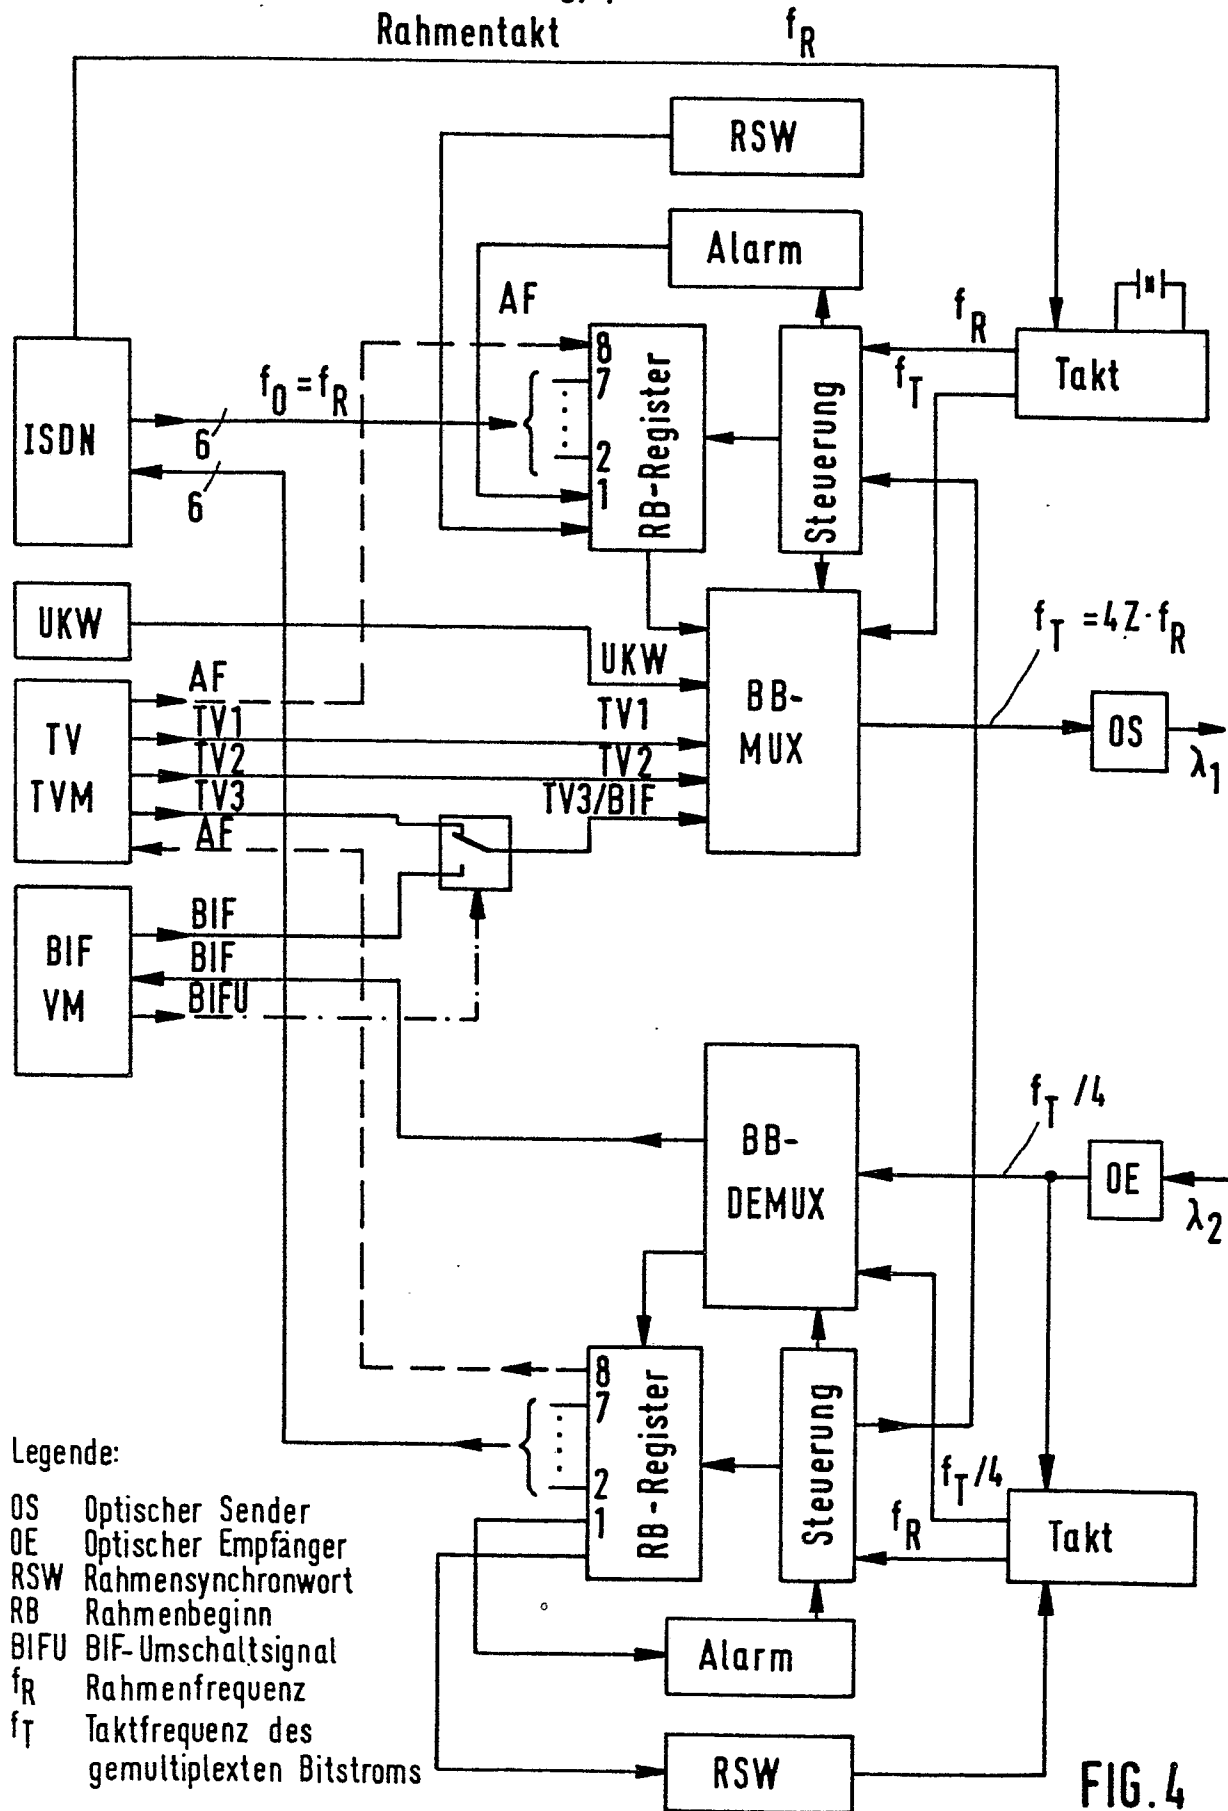 Rahmentakt f_R
RSW
Alarm
AF
f_R
f_T
Takt
ISDN
f_0 = f_R
6
6
8
7
2
1
RB-Register
Steuerung
UKW
UKW
f_T = 4Z·f_R
TV
TVM
AF
TV1
TV2
TV3
AF
TV1
TV2
TV3/BIF
BB-
MUX
OS
λ1
BIF
VM
BIF
BIF
BIFU
BB-
DEMUX
f_T /4
OE
λ2
8
7
2
1
RB-Register
Steuerung
f_T/4
f_R
Takt
Alarm
RSW
Legende:
OS Optischer Sender
OE Optischer Empfänger
RSW Rahmensynchronwort
RB Rahmenbeginn
BIFU BIF-Umschaltsignal
f_R Rahmenfrequenz
f_T Taktfrequenz des
gemultiplexten Bitstroms
FIG.4